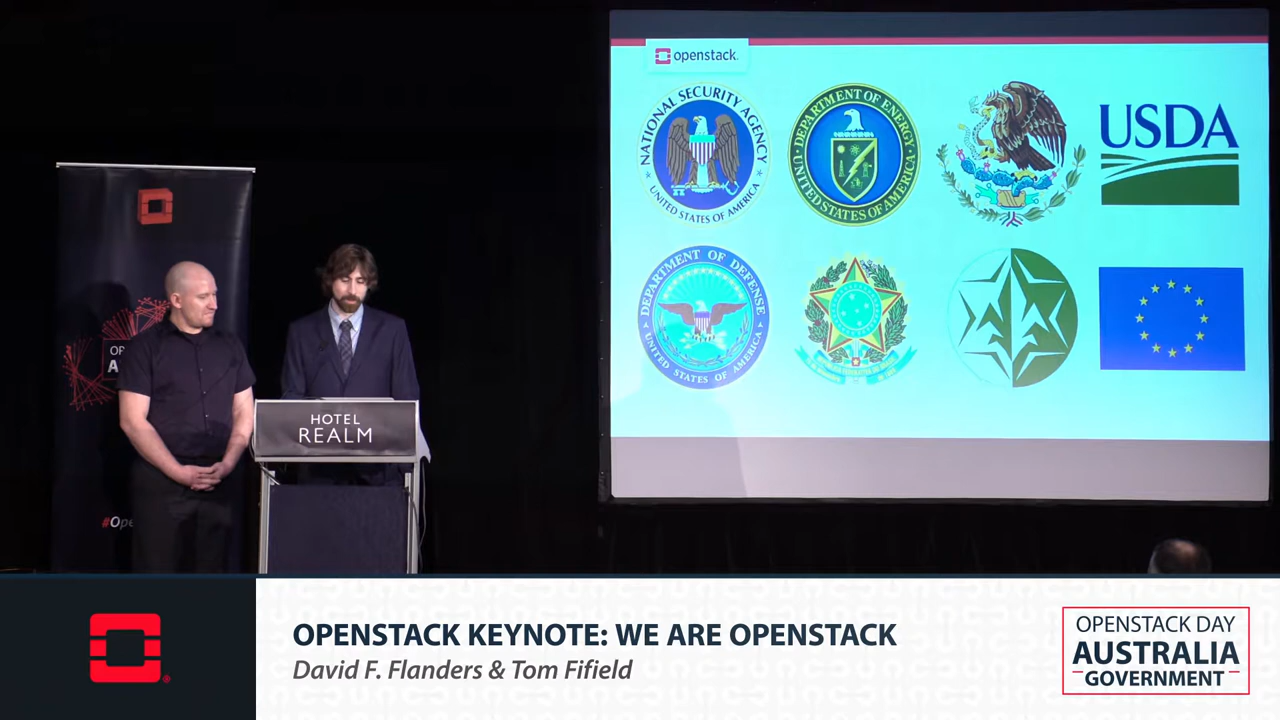 openstack.
NATIONAL SECURITY AGENCY
UNITED STATES OF AMERICA
DEPARTMENT OF ENERGY
UNITED STATES OF AMERICA
USDA
DEPARTMENT OF DEFENSE
UNITED STATES OF AMERICA
OP
A
#Ope
HOTEL
REALM
OPENSTACK KEYNOTE: WE ARE OPENSTACK
David F. Flanders & Tom Fifield
OPENSTACK DAY
AUSTRALIA
GOVERNMENT